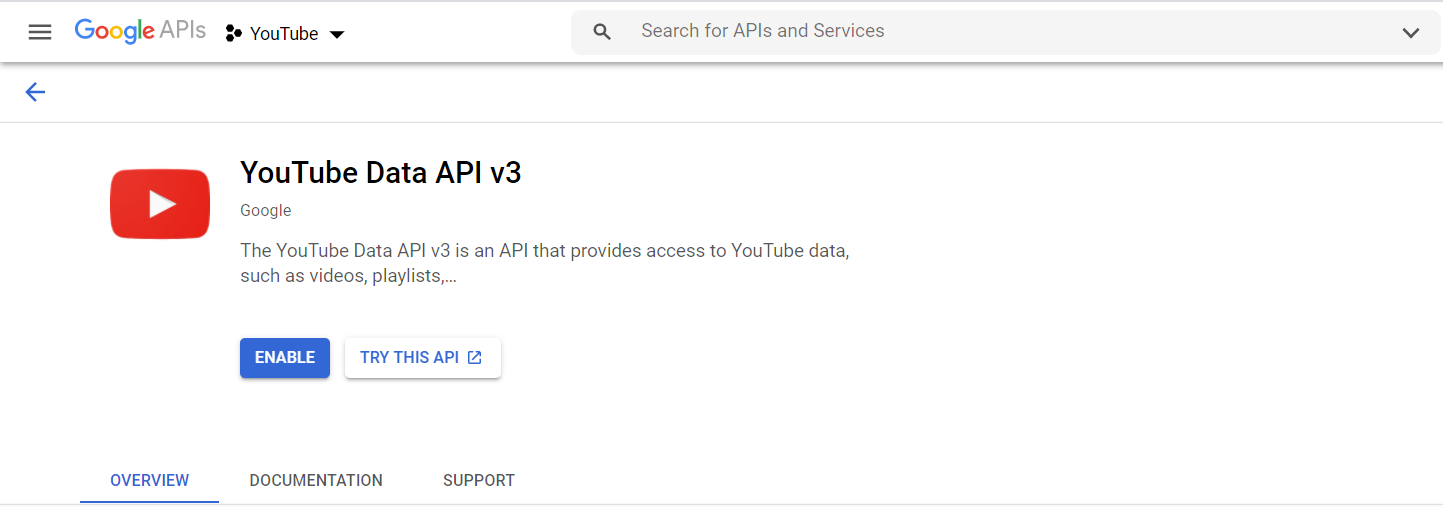 Google APIs YouTube Search for APIs and Services
YouTube Data API v3
Google
The YouTube Data API v3 is an API that provides access to YouTube data,
such as videos, playlists,...
ENABLE TRY THIS API
OVERVIEW DOCUMENTATION SUPPORT